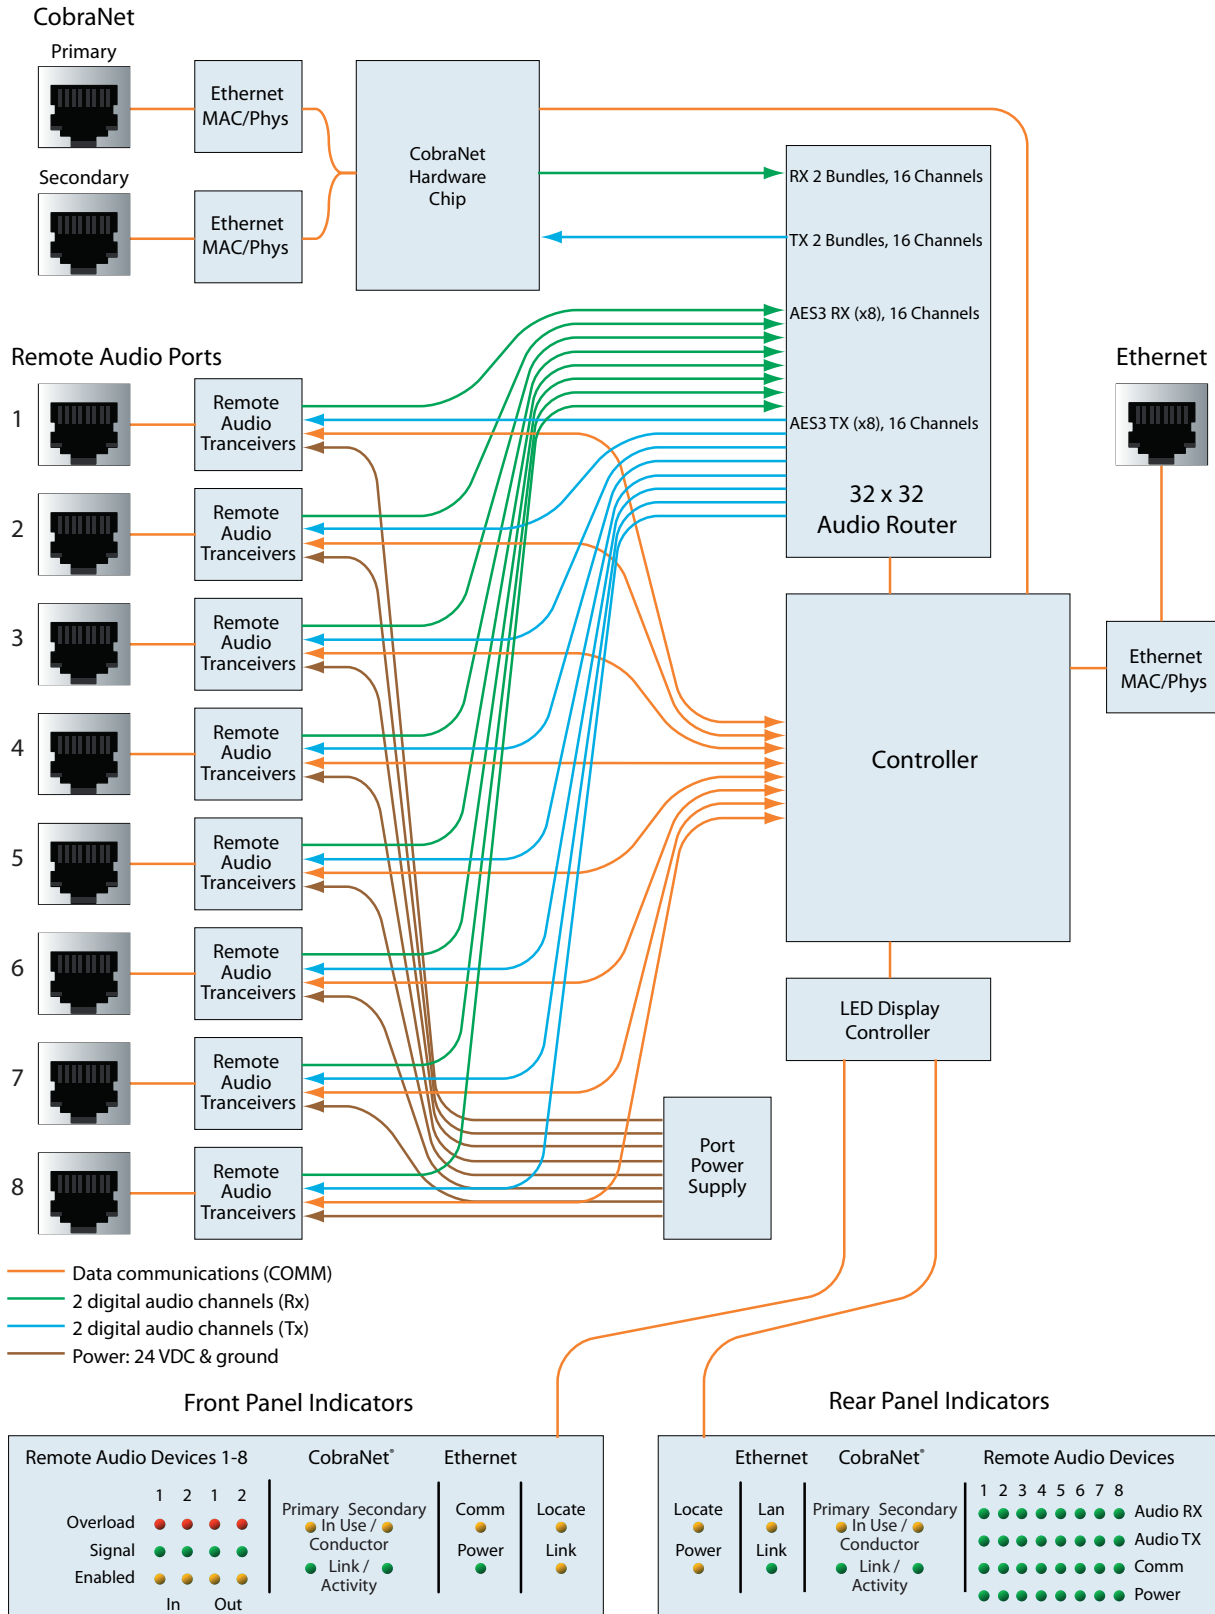 CobraNet
Primary
Ethernet
MAC/Phys
CobraNet
Hardware
Chip
Secondary
Ethernet
MAC/Phys
RX 2 Bundles, 16 Channels
TX 2 Bundles, 16 Channels
AES3 RX (x8), 16 Channels
AES3 TX (x8), 16 Channels
32 x 32
Audio Router
Ethernet
Ethernet
MAC/Phys
Remote Audio Ports
1
Remote
Audio
Tranceivers
2
Remote
Audio
Tranceivers
3
Remote
Audio
Tranceivers
4
Remote
Audio
Tranceivers
5
Remote
Audio
Tranceivers
6
Remote
Audio
Tranceivers
7
Remote
Audio
Tranceivers
8
Remote
Audio
Tranceivers
Controller
LED Display
Controller
Port
Power
Supply
Data communications (COMM)
2 digital audio channels (Rx)
2 digital audio channels (Tx)
Power: 24 VDC & ground
Front Panel Indicators
Remote Audio Devices 1-8
1 2 1 2
Overload
Signal
Enabled
In Out
CobraNet®
Primary Secondary
In Use /
Conductor
Link /
Activity
Ethernet
Comm
Power
Locate
Link
Rear Panel Indicators
Locate
Power
Ethernet
Lan
Link
CobraNet®
Primary Secondary
In Use /
Conductor
Link /
Activity
Remote Audio Devices
1 2 3 4 5 6 7 8
Audio RX
Audio TX
Comm
Power